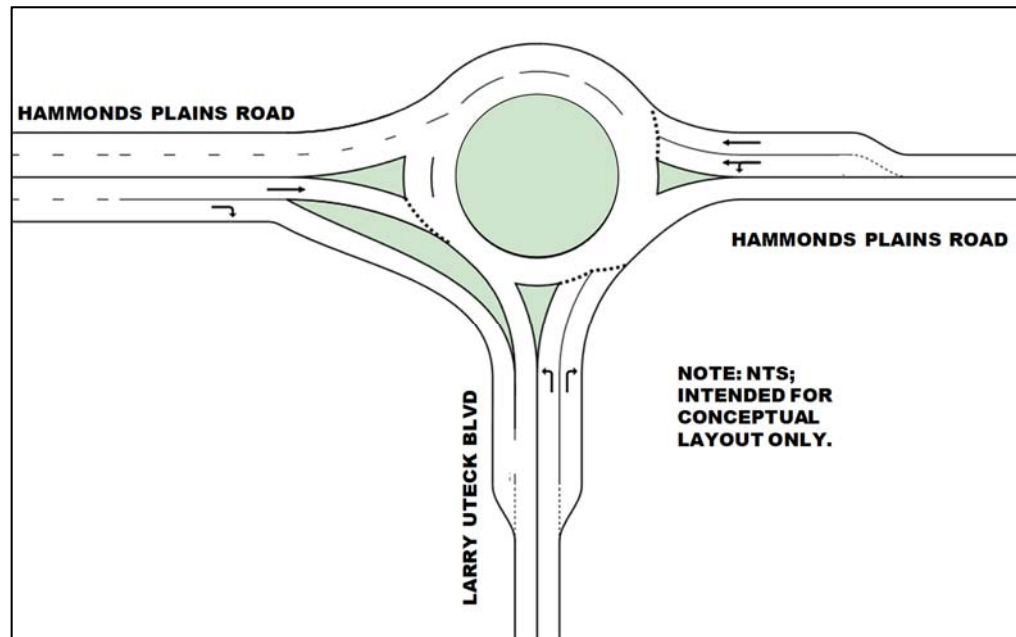 HAMMONDS PLAINS ROAD
HAMMONDS PLAINS ROAD
LARRY UTECK BLVD
NOTE: NTS;
INTENDED FOR
CONCEPTUAL
LAYOUT ONLY.